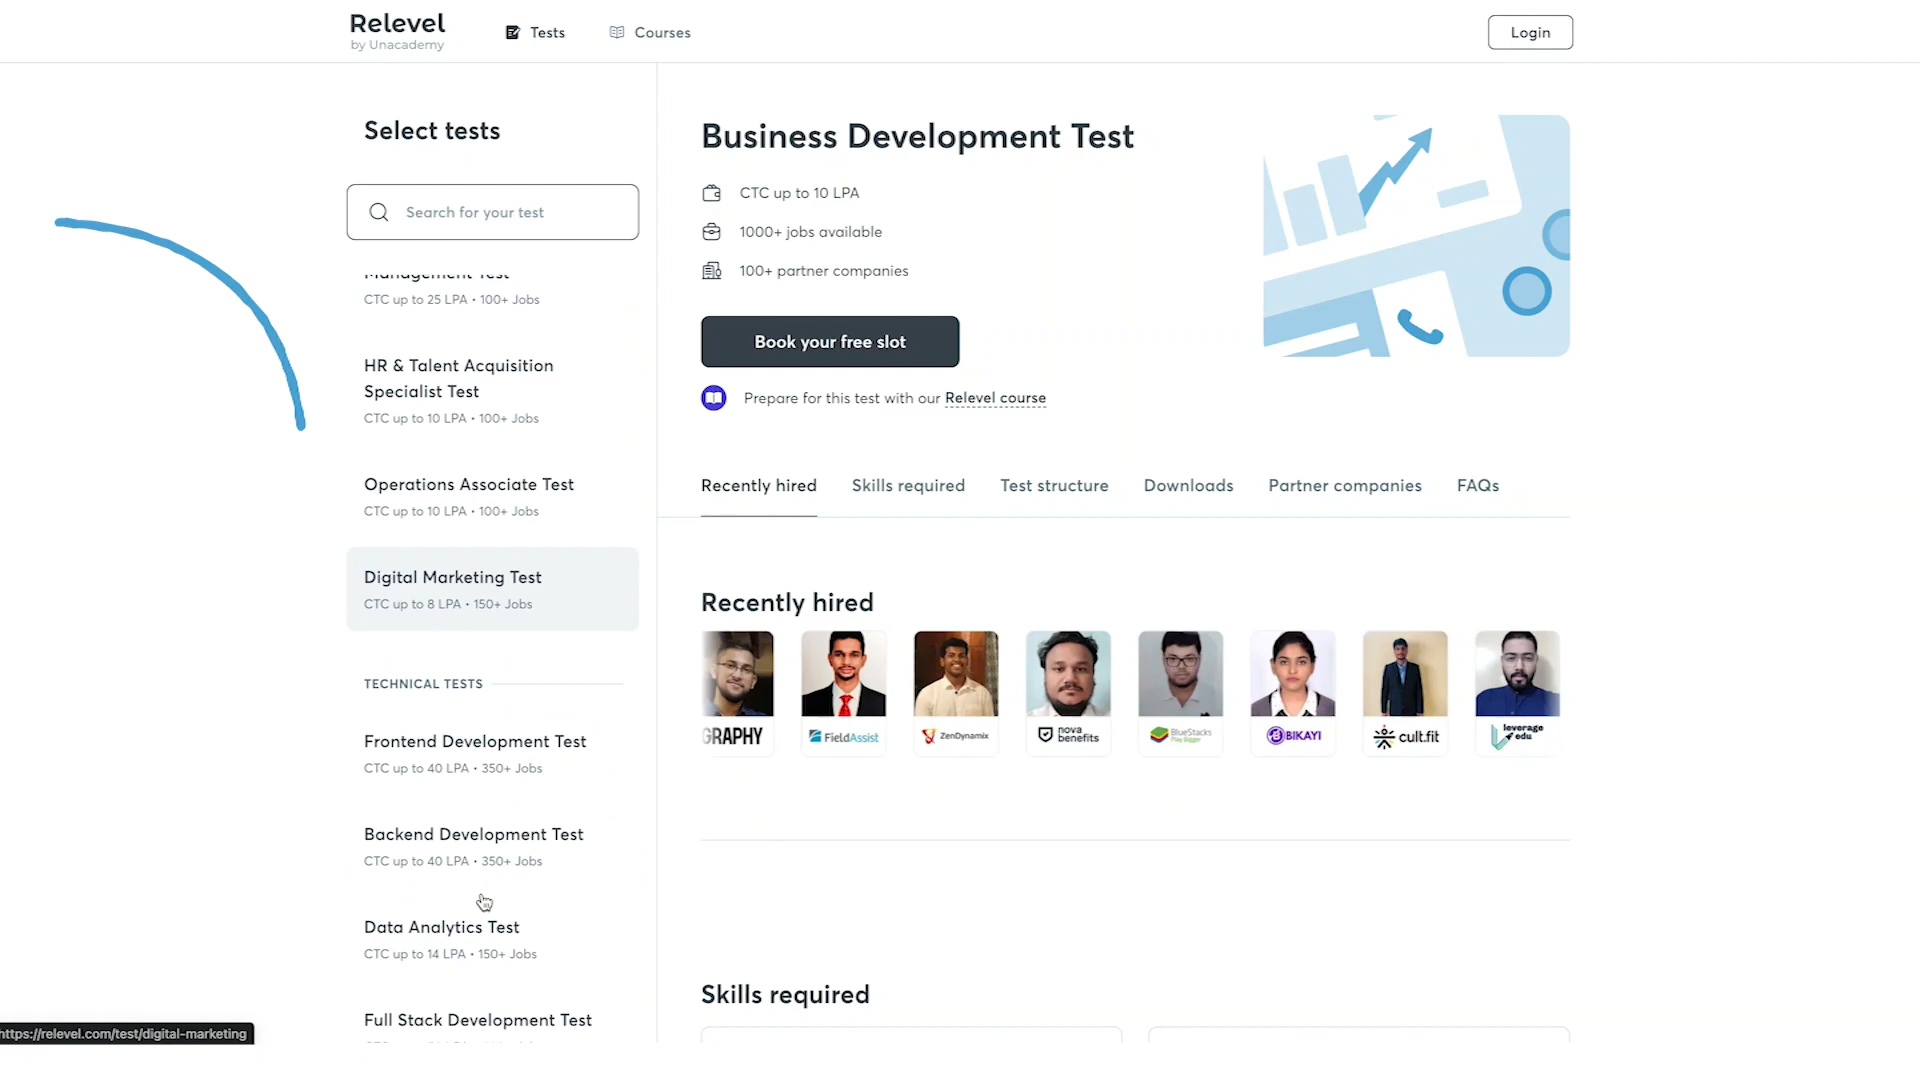 Relevel
by Unacademy
Tests
Courses
Login
Select tests
Search for your test
Management Test
CTC up to 25 LPA • 100+ Jobs
HR & Talent Acquisition
Specialist Test
CTC up to 10 LPA • 100+ Jobs
Operations Associate Test
CTC up to 10 LPA • 100+ Jobs
Digital Marketing Test
CTC up to 8 LPA • 150+ Jobs
TECHNICAL TESTS
Frontend Development Test
CTC up to 40 LPA • 350+ Jobs
Backend Development Test
CTC up to 40 LPA • 350+ Jobs
Data Analytics Test
CTC up to 14 LPA • 150+ Jobs
Full Stack Development Test
Business Development Test
CTC up to 10 LPA
1000+ jobs available
100+ partner companies
Book your free slot
Prepare for this test with our Relevel course
Recently hired
Skills required
Test structure
Downloads
Partner companies
FAQs
Recently hired
GRAPHY
FieldAssist
ZenDynamix
nova
benefits
BlueStacks
Play Bigger
BIKAYI
cult.fit
leverage
edu
Skills required
https://relevel.com/test/digital-marketing